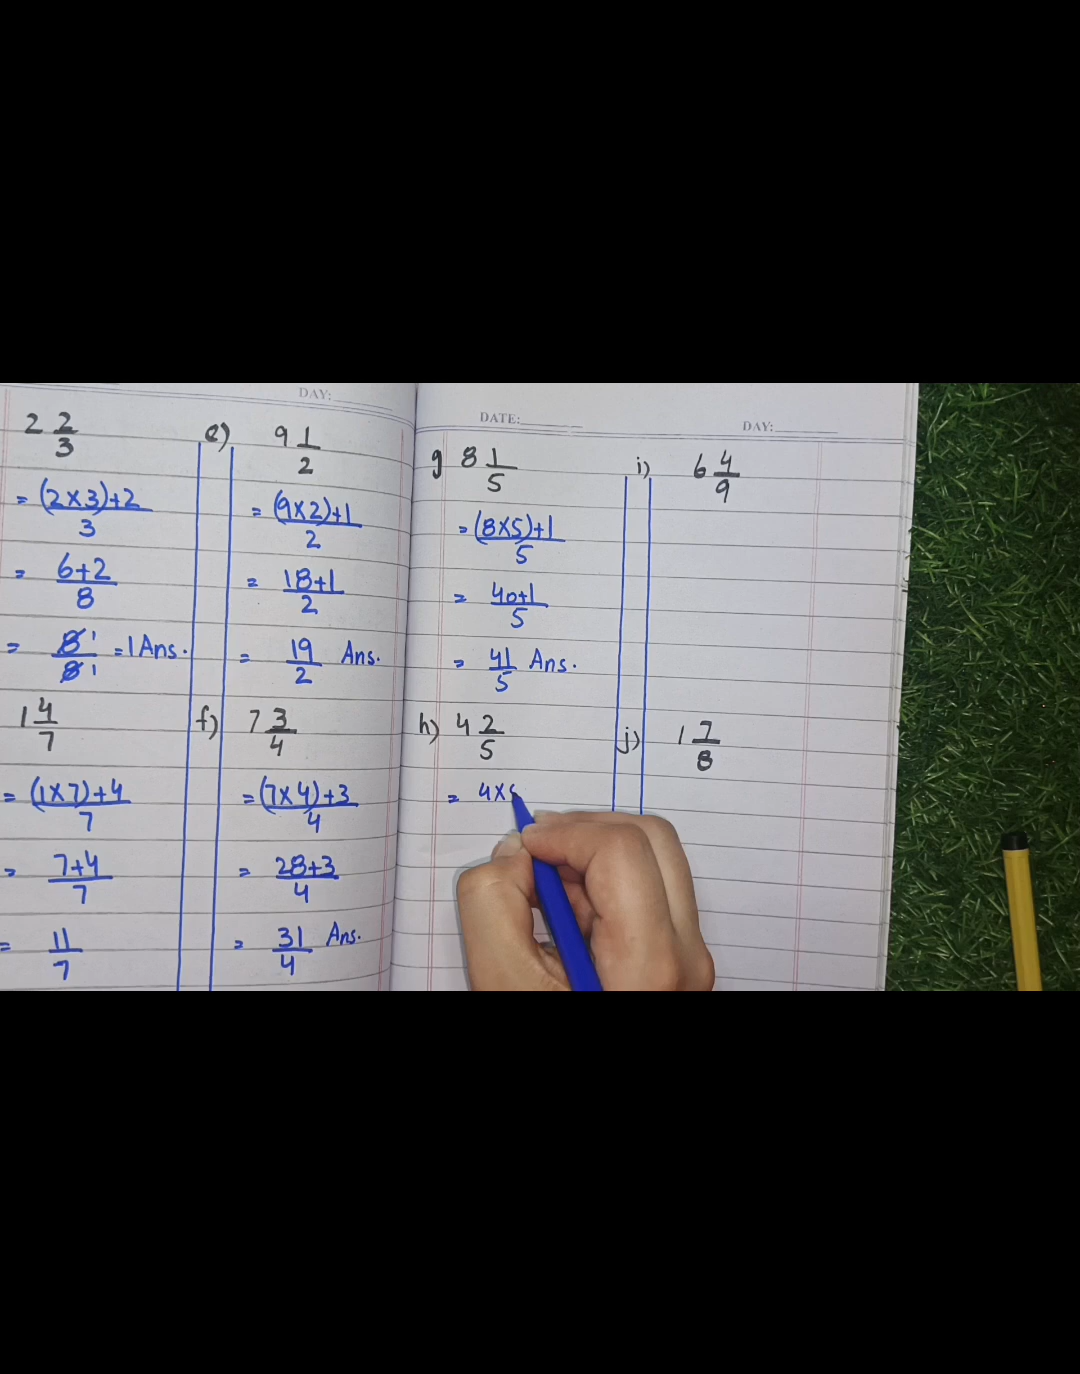 DAY:
2 2/3
= (2×3)+2/3
= 6+2/8
= 8 1/8 1 = 1 Ans.
1 4/7
= (1×7)+4/7
= 7+4/7
= 11/7
e) 9 1/2
= (9×2)+1/2
= 18+1/2
= 19/2 Ans.
f) 7 3/4
= (7×4)+3/4
= 28+3/4
= 31/4 Ans.
DATE:
DAY:
g 8 1/5
= (8×5)+1/5
= 40+1/5
= 41/5 Ans.
h) 4 2/5
= 4×5
i) 6 4/9
j) 1 7/8